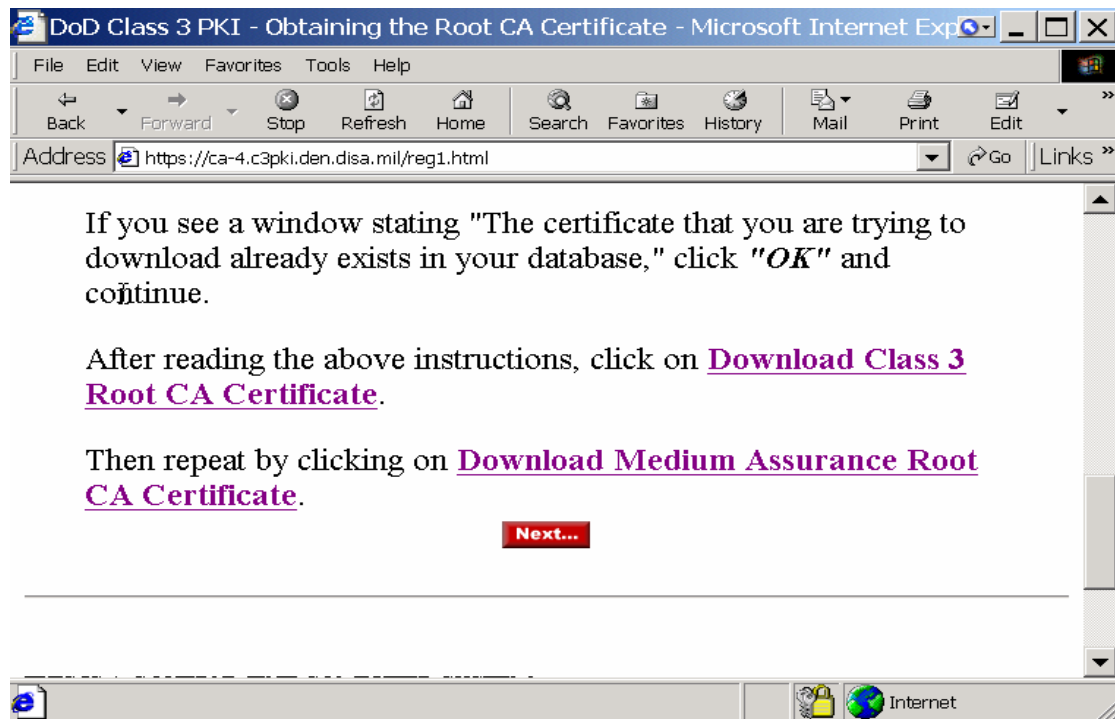 DoD Class 3 PKI - Obtaining the Root CA Certificate - Microsoft Internet Exp
File Edit View Favorites Tools Help
Back Forward Stop Refresh Home Search Favorites History Mail Print Edit »
Address https://ca-4.c3pki.den.disa.mil/reg1.html Go Links »
If you see a window stating "The certificate that you are trying to
download already exists in your database," click "OK" and
continue.
After reading the above instructions, click on Download Class 3
Root CA Certificate.
Then repeat by clicking on Download Medium Assurance Root
CA Certificate.
Next...
Internet